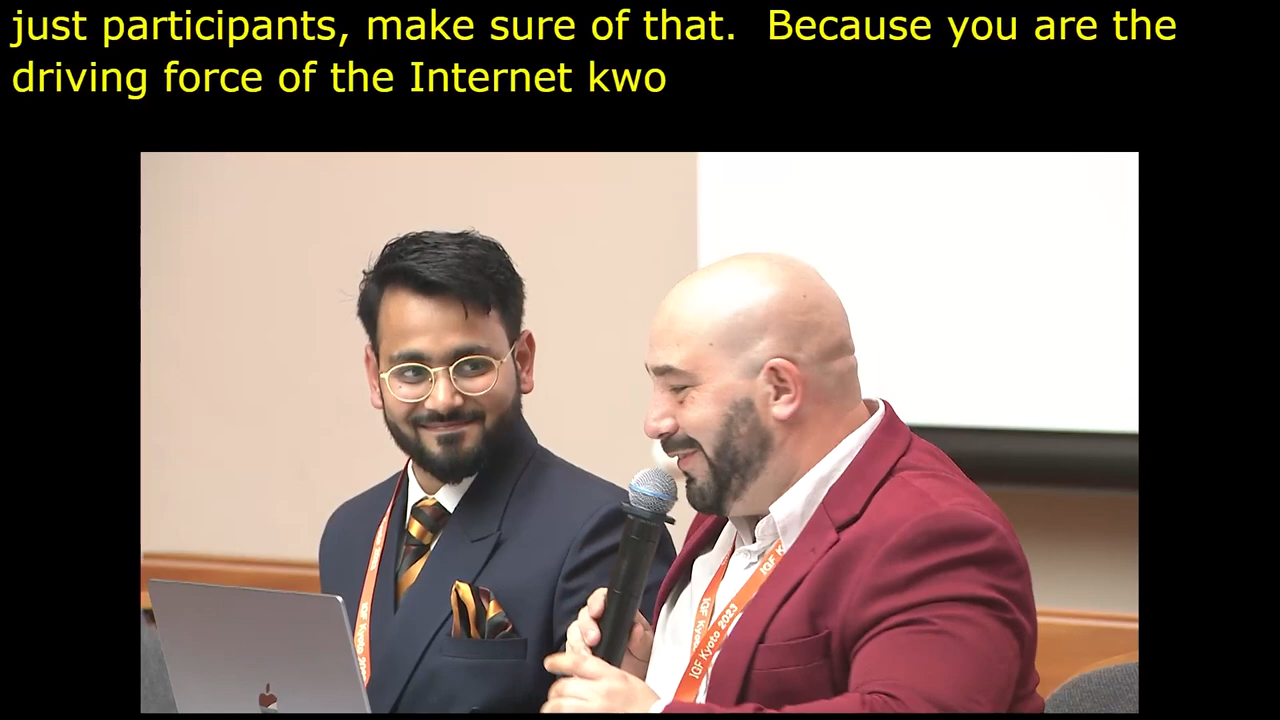 just participants, make sure of that.  Because you are the
driving force of the Internet kwo
IGF Kyoto 2023
IGF K